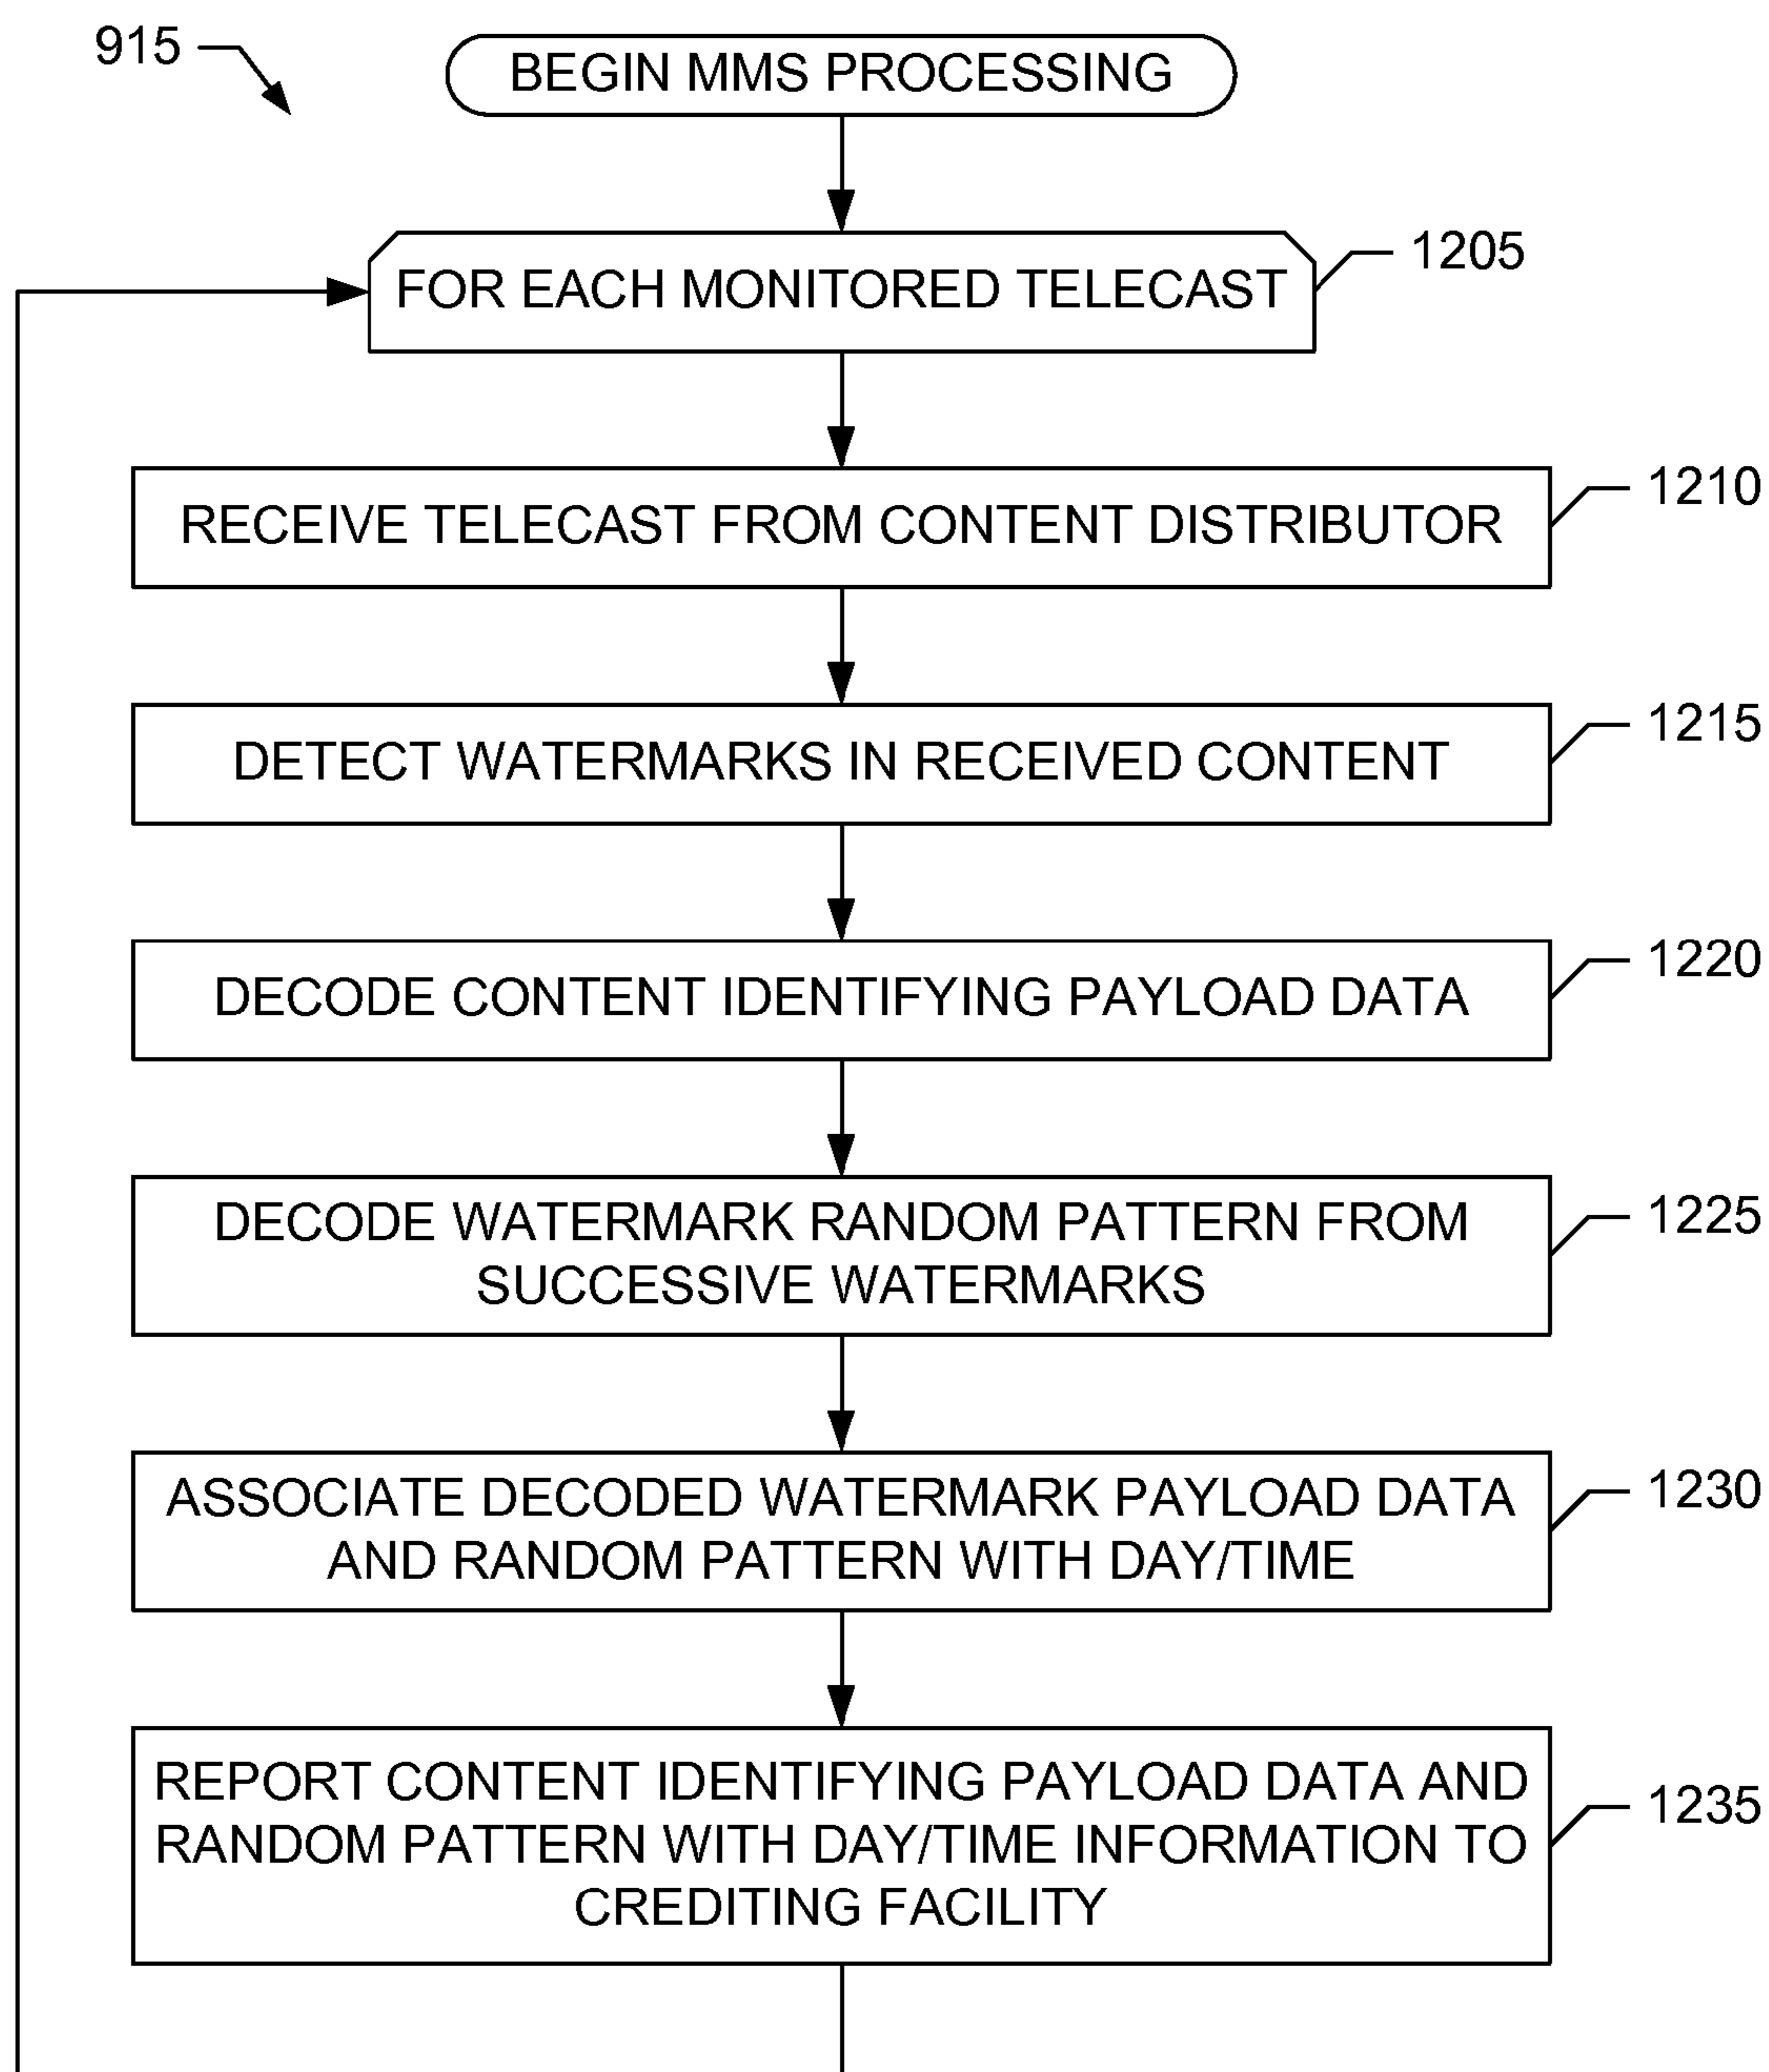 915
BEGIN MMS PROCESSING
FOR EACH MONITORED TELECAST
1205
RECEIVE TELECAST FROM CONTENT DISTRIBUTOR
1210
DETECT WATERMARKS IN RECEIVED CONTENT
1215
DECODE CONTENT IDENTIFYING PAYLOAD DATA
1220
DECODE WATERMARK RANDOM PATTERN FROM
SUCCESSIVE WATERMARKS
1225
ASSOCIATE DECODED WATERMARK PAYLOAD DATA
AND RANDOM PATTERN WITH DAY/TIME
1230
REPORT CONTENT IDENTIFYING PAYLOAD DATA AND
RANDOM PATTERN WITH DAY/TIME INFORMATION TO
CREDITING FACILITY
1235